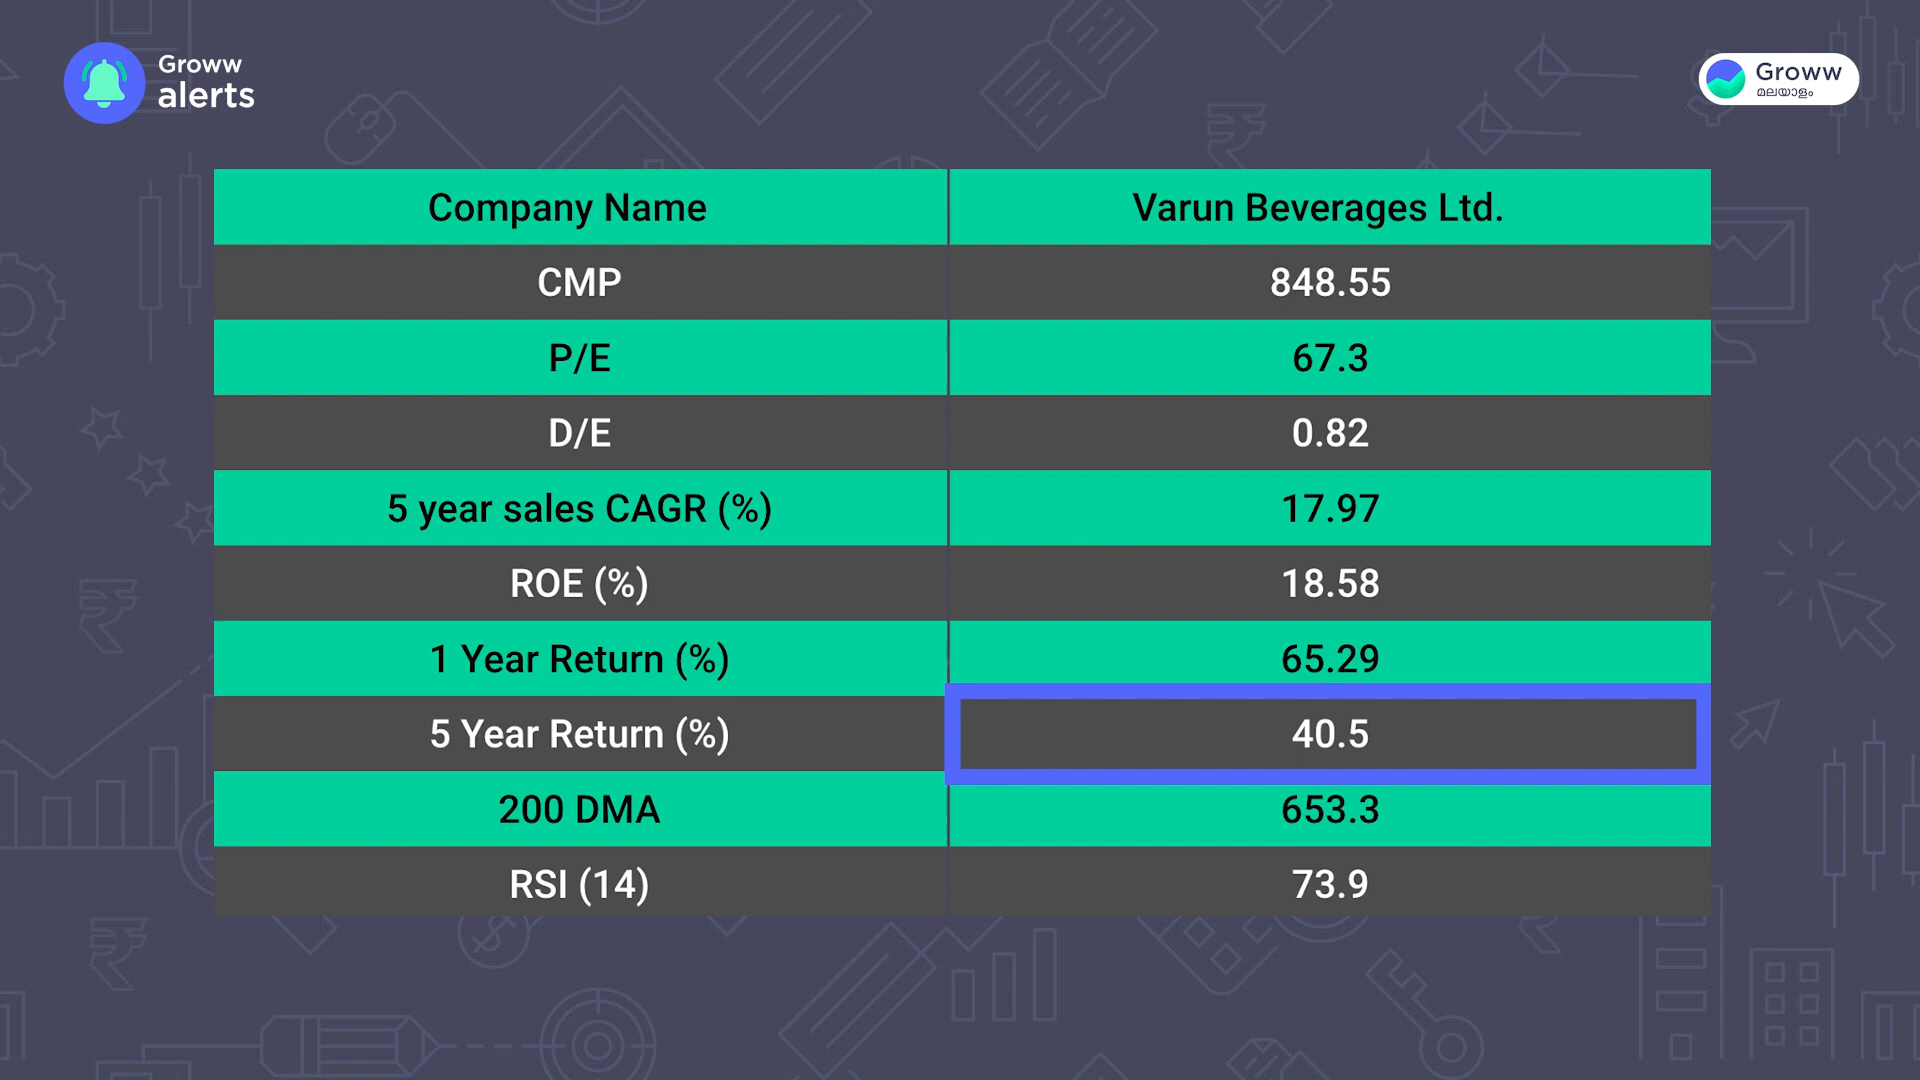 Groww
alerts
Groww
മലയാളം
Company Name Varun Beverages Ltd.
CMP 848.55
P/E 67.3
D/E 0.82
5 year sales CAGR (%) 17.97
ROE (%) 18.58
1 Year Return (%) 65.29
5 Year Return (%) 40.5
200 DMA 653.3
RSI (14) 73.9